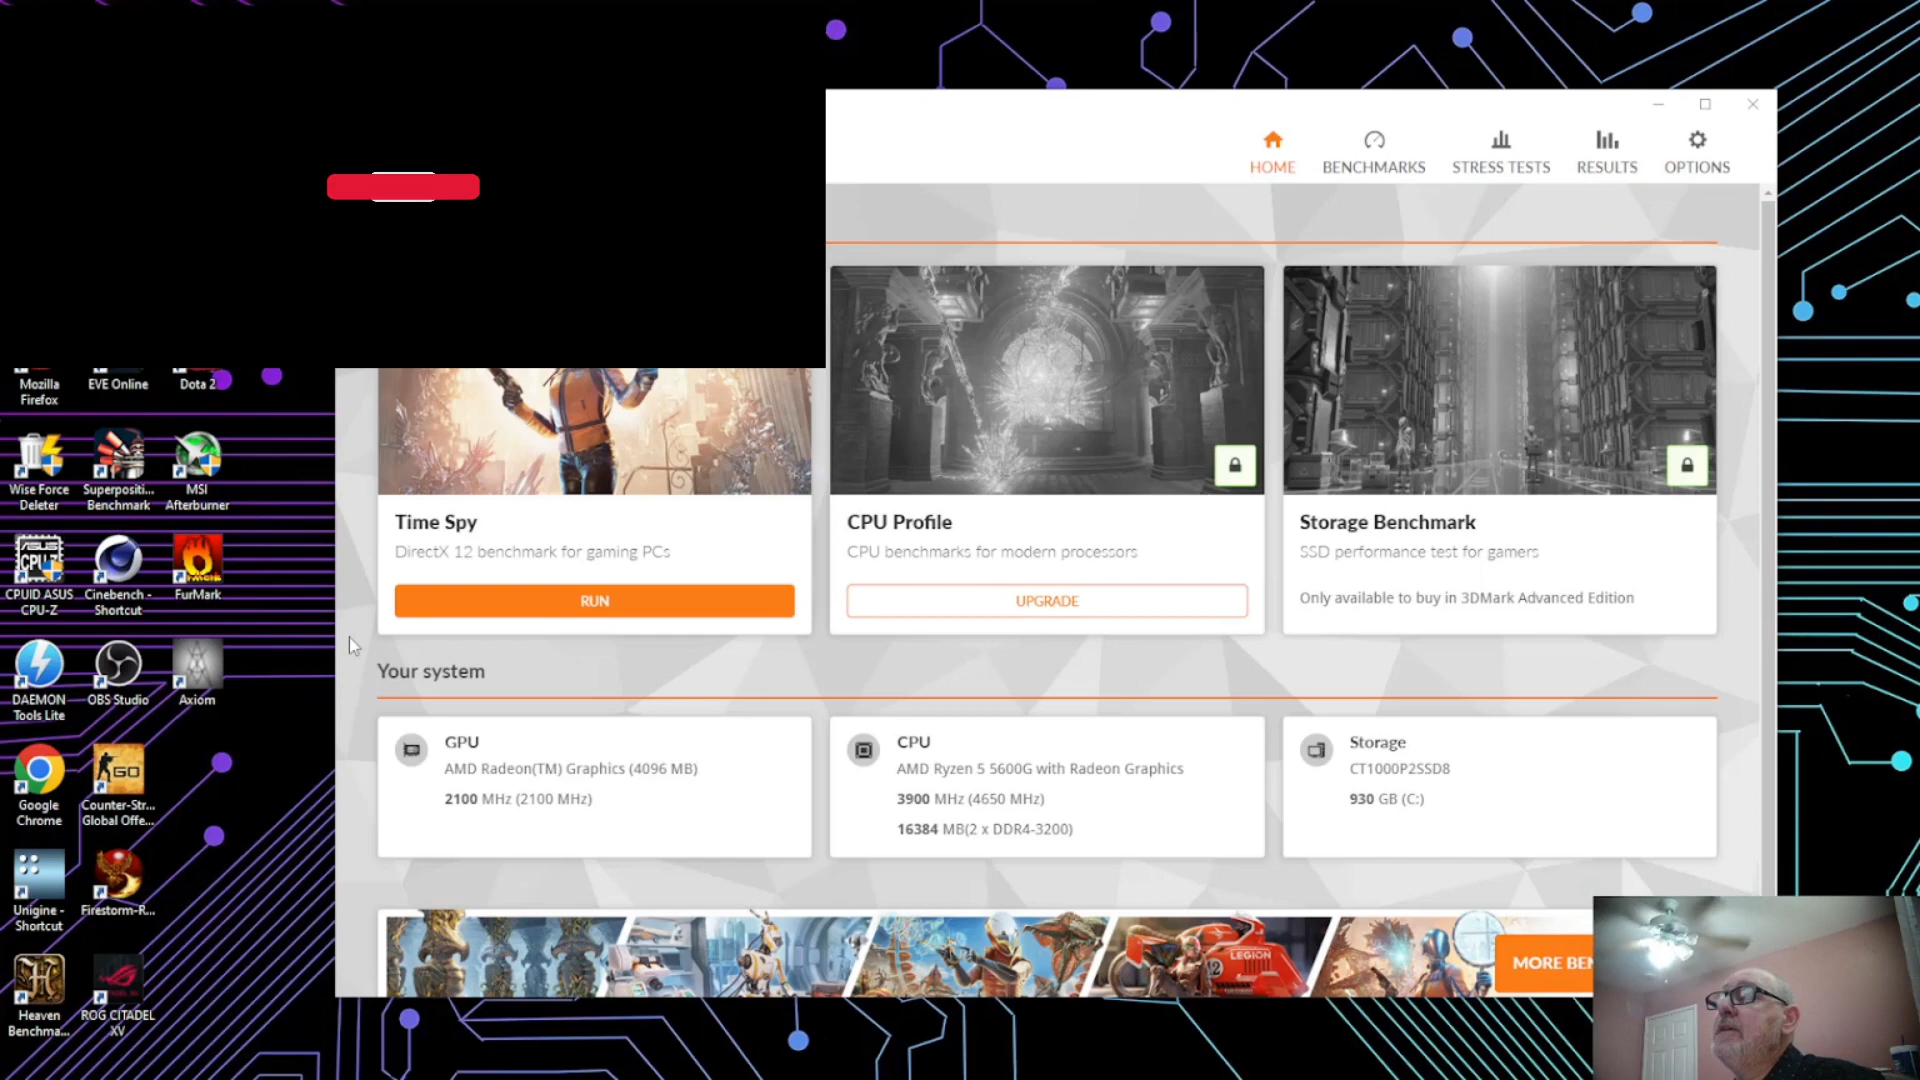 HOME
BENCHMARKS
STRESS TESTS
RESULTS
OPTIONS
Mozilla
Firefox
EVE Online
Dota 2
Wise Force
Deleter
Superpositi...
Benchmark
MSI
Afterburner
CPUID ASUS
CPU-Z
Cinebench -
Shortcut
FurMark
DAEMON
Tools Lite
OBS Studio
Axiom
Google
Chrome
Counter-Str...
Global Offe...
Unigine -
Shortcut
Firestorm-R...
Heaven
Benchma...
ROG CITADEL
XV
Time Spy
DirectX 12 benchmark for gaming PCs
RUN
CPU Profile
CPU benchmarks for modern processors
UPGRADE
Storage Benchmark
SSD performance test for gamers
Only available to buy in 3DMark Advanced Edition
Your system
GPU
AMD Radeon(TM) Graphics (4096 MB)
2100 MHz (2100 MHz)
CPU
AMD Ryzen 5 5600G with Radeon Graphics
3900 MHz (4650 MHz)
16384 MB(2 x DDR4-3200)
Storage
CT1000P2SSD8
930 GB (C:)
LEGION
12
MORE BEN